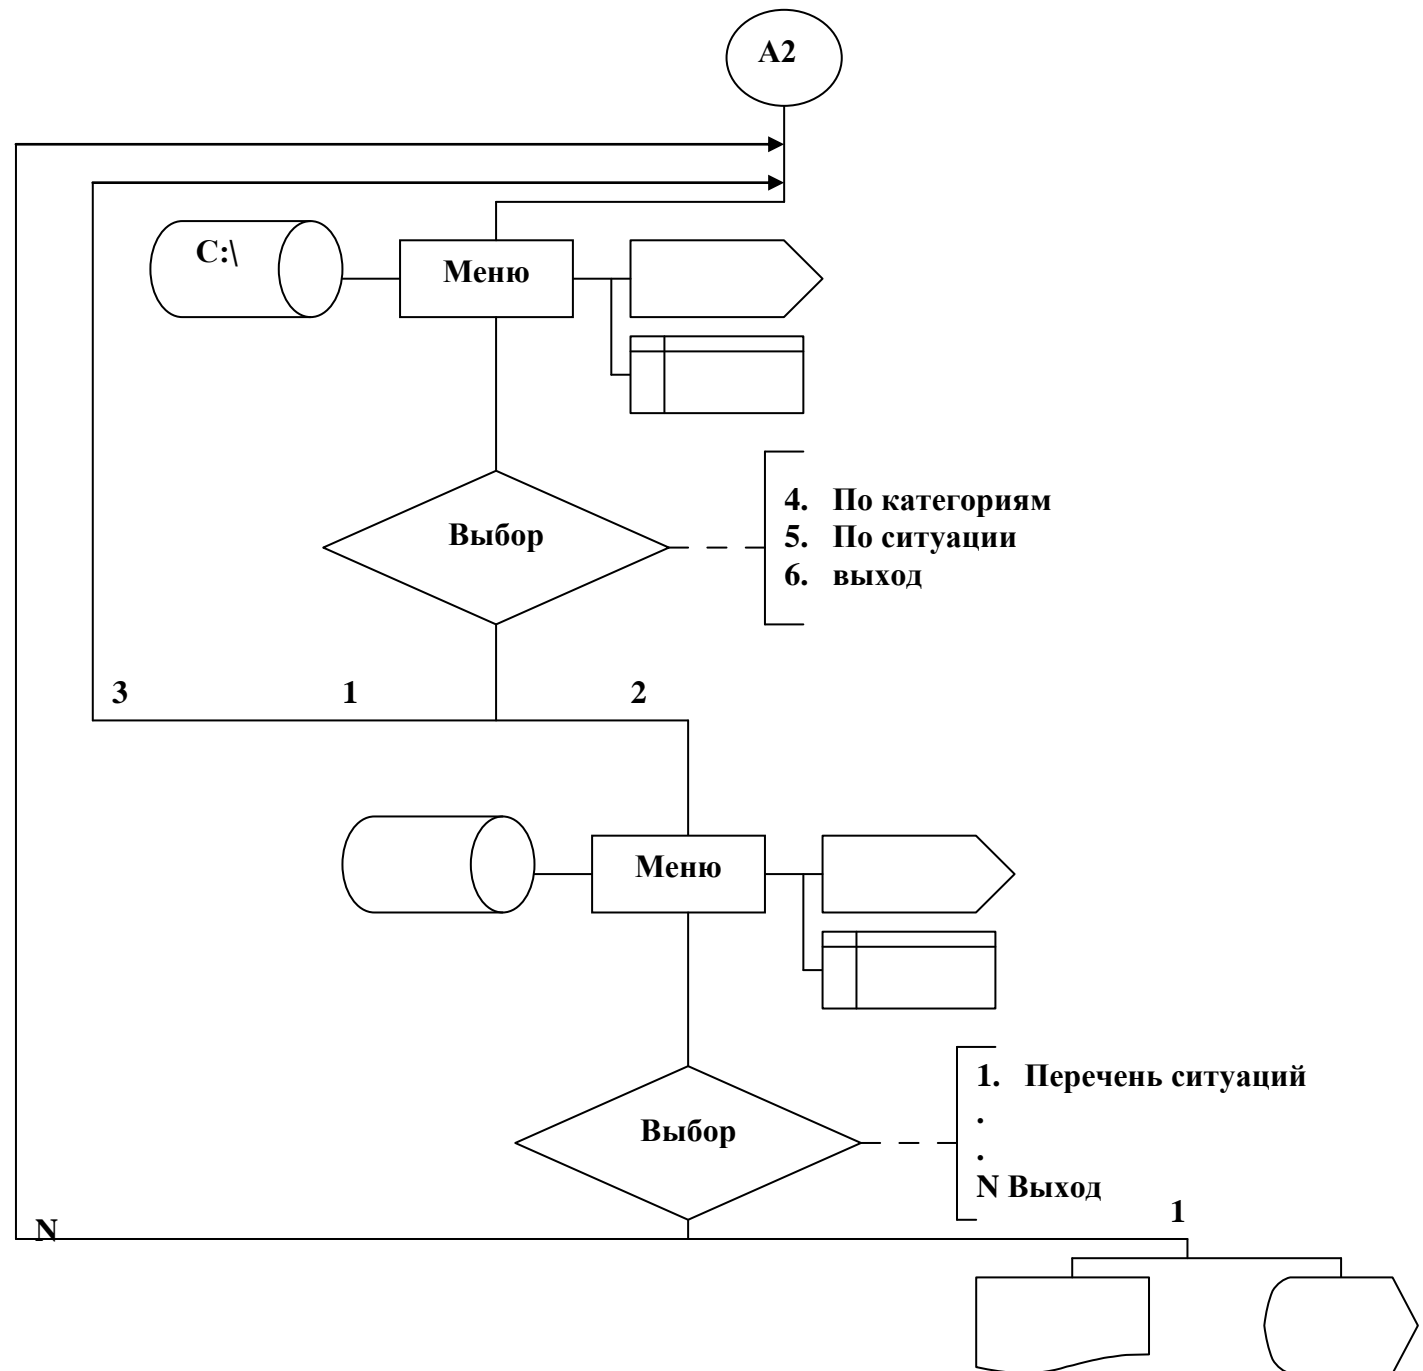 A2
C:\
Меню
Выбор
4. По категориям
5. По ситуации
6. выход
3
1
2
Меню
Выбор
1. Перечень ситуаций
.
.
N Выход
1
N